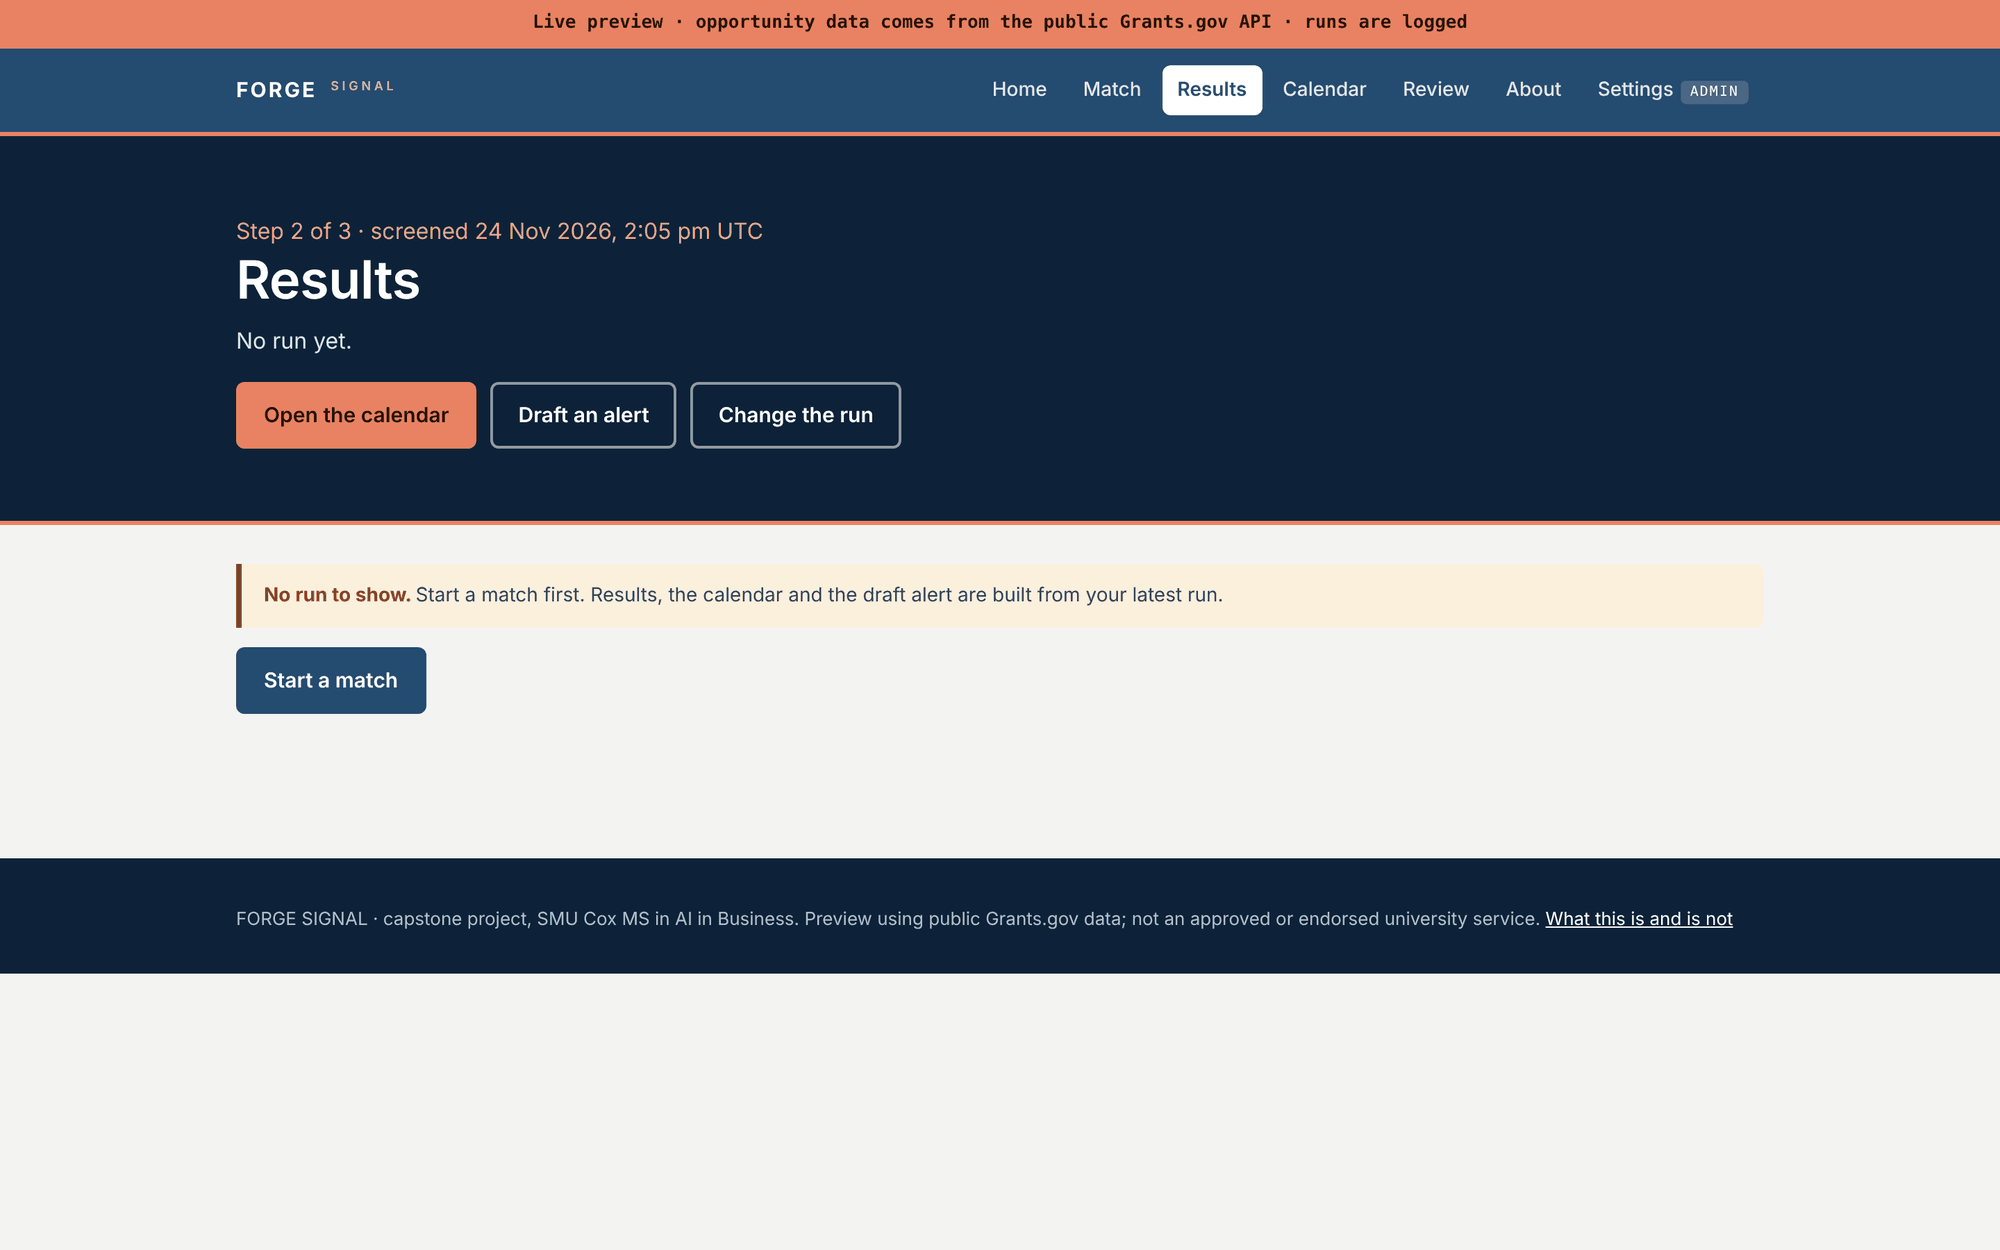 Live preview · opportunity data comes from the public Grants.gov API · runs are logged
FORGE SIGNAL
Home Match Results Calendar Review About Settings ADMIN
Step 2 of 3 · screened 24 Nov 2026, 2:05 pm UTC
Results
No run yet.
Open the calendar Draft an alert Change the run
No run to show. Start a match first. Results, the calendar and the draft alert are built from your latest run.
Start a match
FORGE SIGNAL · capstone project, SMU Cox MS in AI in Business. Preview using public Grants.gov data; not an approved or endorsed university service. What this is and is not